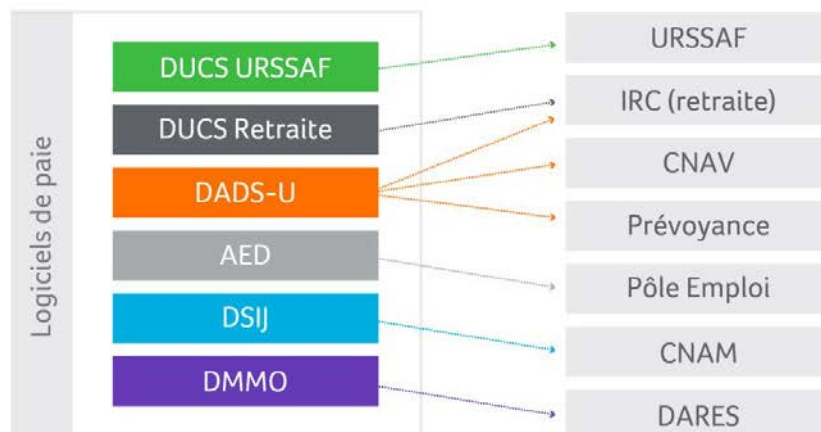 Logiciels de paie
DUCS URSSAF
DUCS Retraite
DADS-U
AED
DSIJ
DMMO
URSSAF
IRC (retraite)
CNAV
Prévoyance
Pôle Emploi
CNAM
DARES